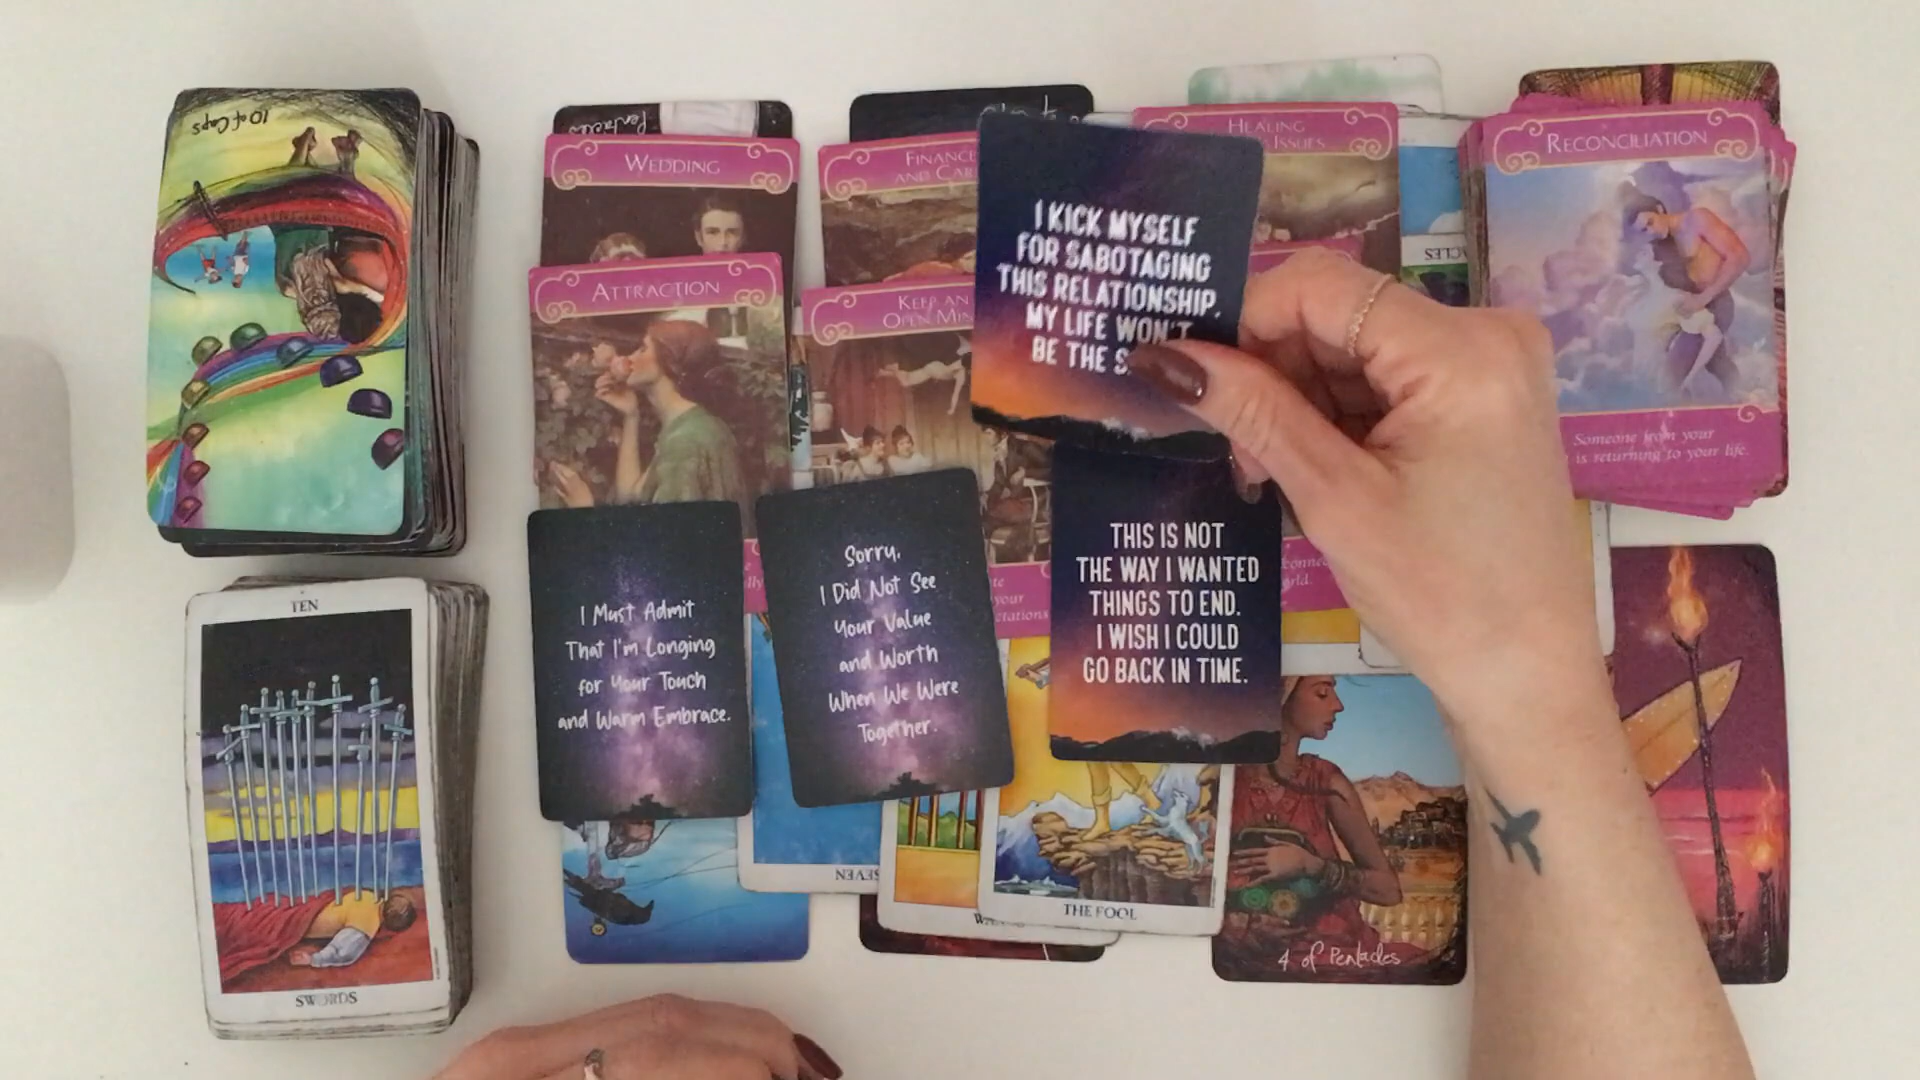 10 of Cups
Pentacles
WEDDING
FINANCE
AND CAR
HEALING
ISSUES
RECONCILIATION
ATTRACTION
KEEP AN
OPEN MIN
I KICK MYSELF
FOR SABOTAGING
THIS RELATIONSHIP.
MY LIFE WON'T
BE THE S
Someone from your
is returning to your life.
I Must Admit
That I'm Longing
for Your Touch
and Warm Embrace.
Sorry,
I Did Not See
Your Value
and Worth
When We Were
Together.
THIS IS NOT
THE WAY I WANTED
THINGS TO END.
I WISH I COULD
GO BACK IN TIME.
your
TEN
SWORDS
SEVEN
THE FOOL
4 of Pentacles